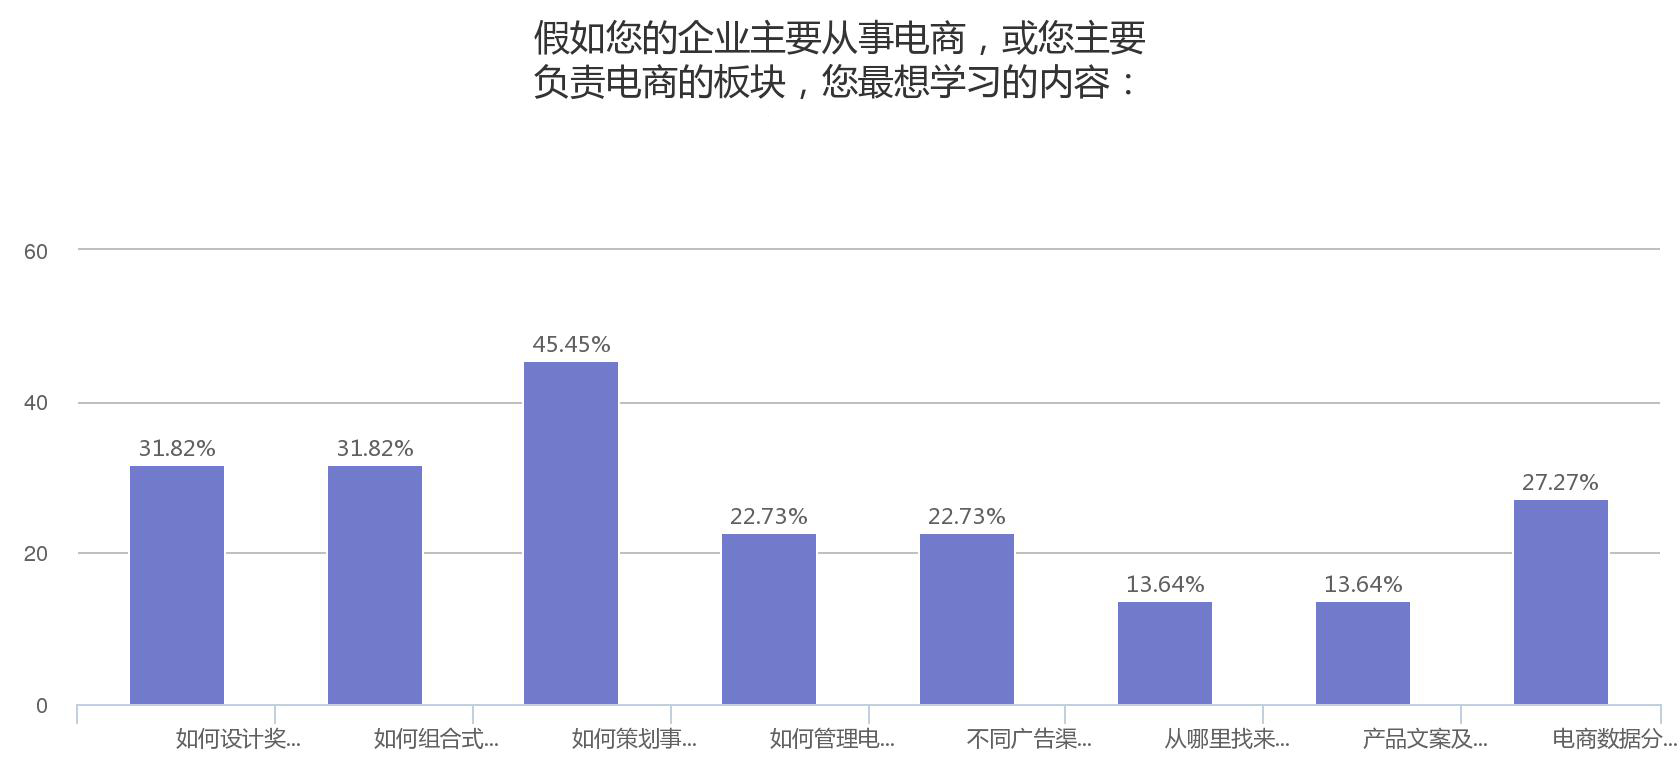 假如您的企业主要从事电商，或您主要
负责电商的板块，您最想学习的内容：
60
40
20
0
31.82%
31.82%
45.45%
22.73%
22.73%
13.64%
13.64%
27.27%
如何设计奖...
如何组合式...
如何策划事...
如何管理电...
不同广告渠...
从哪里找来...
产品文案及...
电商数据分...